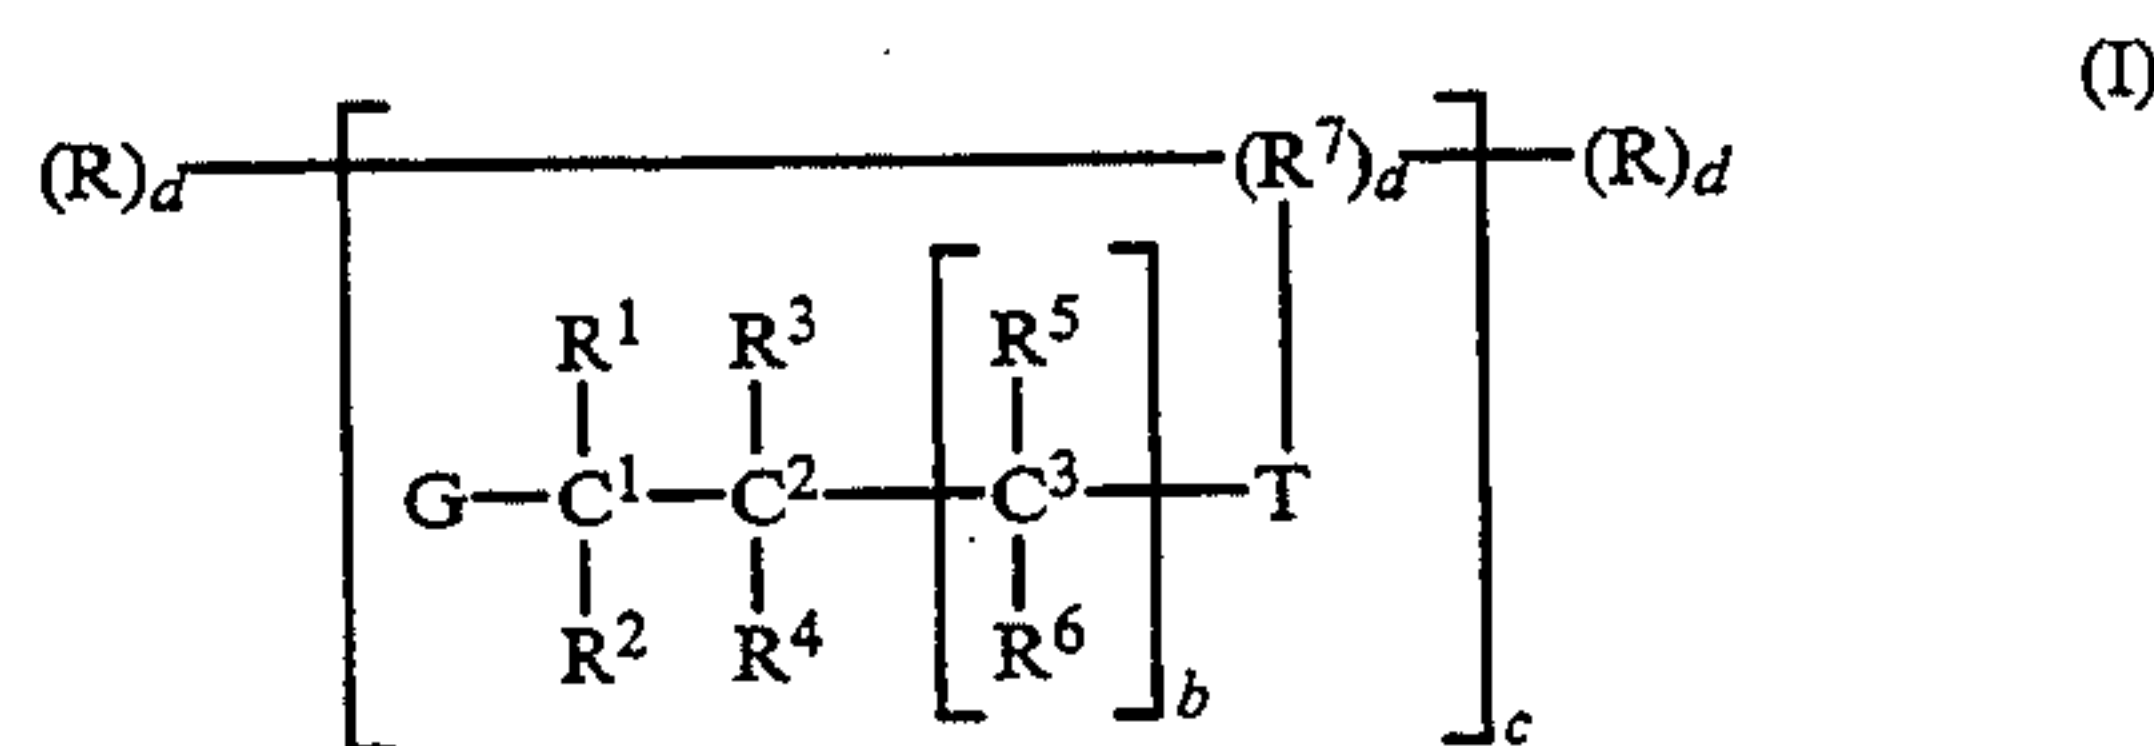 (I)
(R)d (R⁷)d (R)d
R¹ R³ R⁵
G—C¹—C²—C³—T
R² R⁴ R⁶
b
c